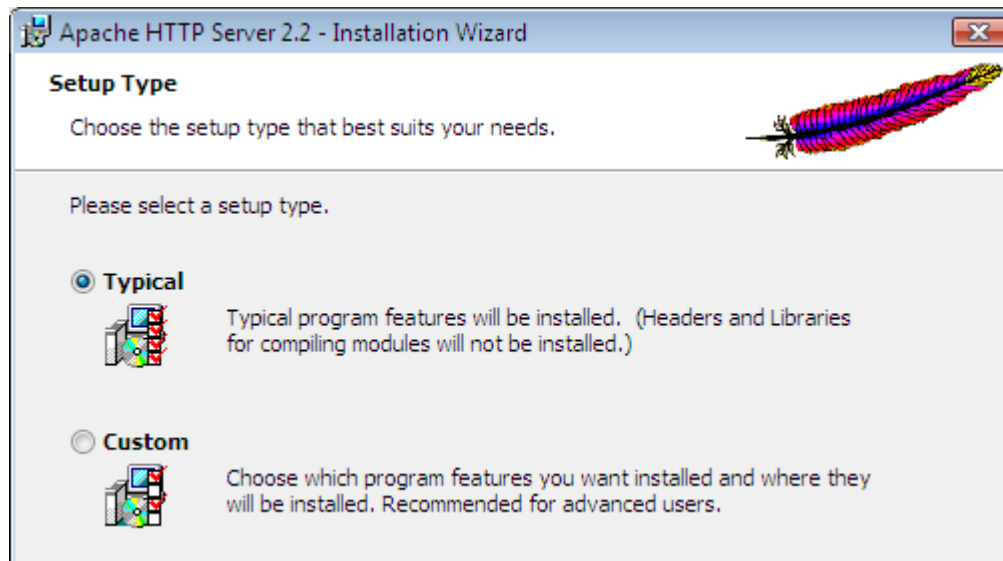 Apache HTTP Server 2.2 - Installation Wizard
Setup Type
Choose the setup type that best suits your needs.
Please select a setup type.
Typical
Typical program features will be installed.  (Headers and Libraries
for compiling modules will not be installed.)
Custom
Choose which program features you want installed and where they
will be installed. Recommended for advanced users.